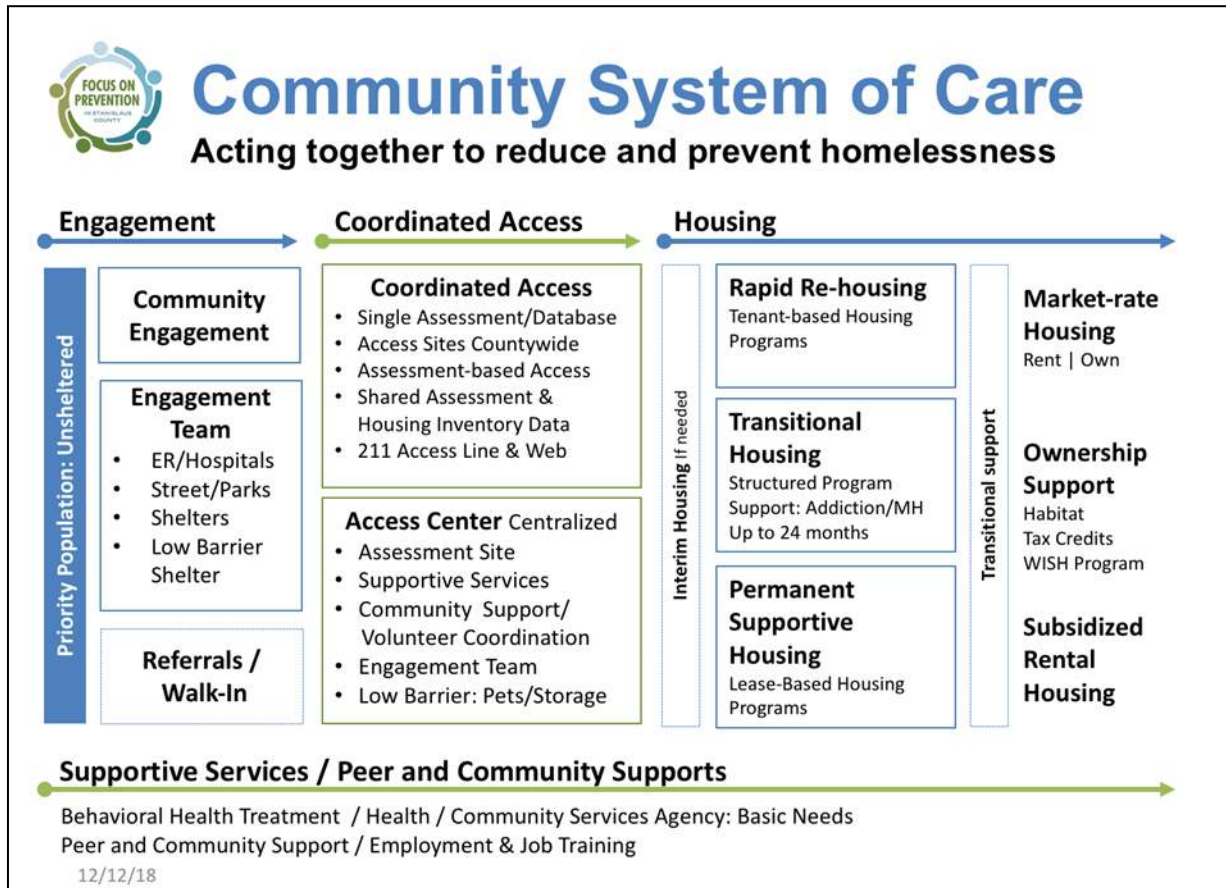 FOCUS ON
PREVENTION
IN STANISLAUS
COUNTY
Community System of Care
Acting together to reduce and prevent homelessness
Engagement
Coordinated Access
Housing
Priority Population: Unsheltered
Community
Engagement
Engagement
Team
• ER/Hospitals
• Street/Parks
• Shelters
• Low Barrier
Shelter
Referrals /
Walk-In
Coordinated Access
• Single Assessment/Database
• Access Sites Countywide
• Assessment-based Access
• Shared Assessment &
Housing Inventory Data
• 211 Access Line & Web
Access Center Centralized
• Assessment Site
• Supportive Services
• Community Support/
Volunteer Coordination
• Engagement Team
• Low Barrier: Pets/Storage
Interim Housing If needed
Rapid Re-housing
Tenant-based Housing
Programs
Transitional
Housing
Structured Program
Support: Addiction/MH
Up to 24 months
Permanent
Supportive
Housing
Lease-Based Housing
Programs
Transitional support
Market-rate
Housing
Rent | Own
Ownership
Support
Habitat
Tax Credits
WISH Program
Subsidized
Rental
Housing
Supportive Services / Peer and Community Supports
Behavioral Health Treatment / Health / Community Services Agency: Basic Needs
Peer and Community Support / Employment & Job Training
12/12/18